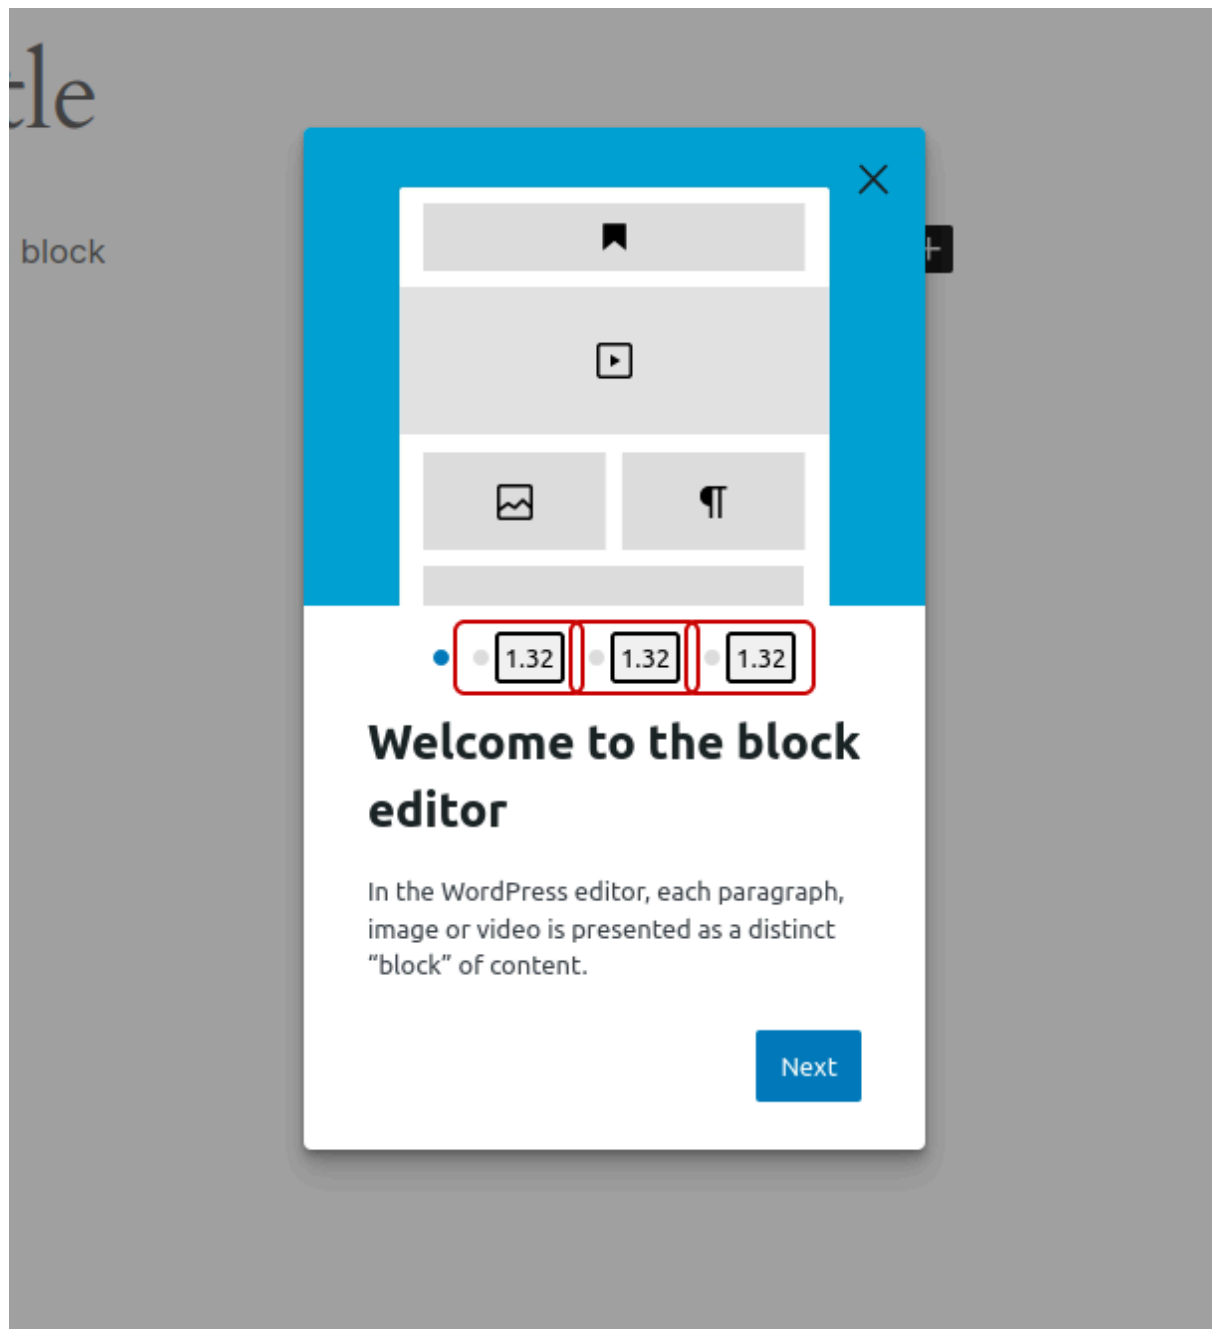 tle
block
1.32 1.32 1.32
Welcome to the block
editor
In the WordPress editor, each paragraph,
image or video is presented as a distinct
“block” of content.
Next